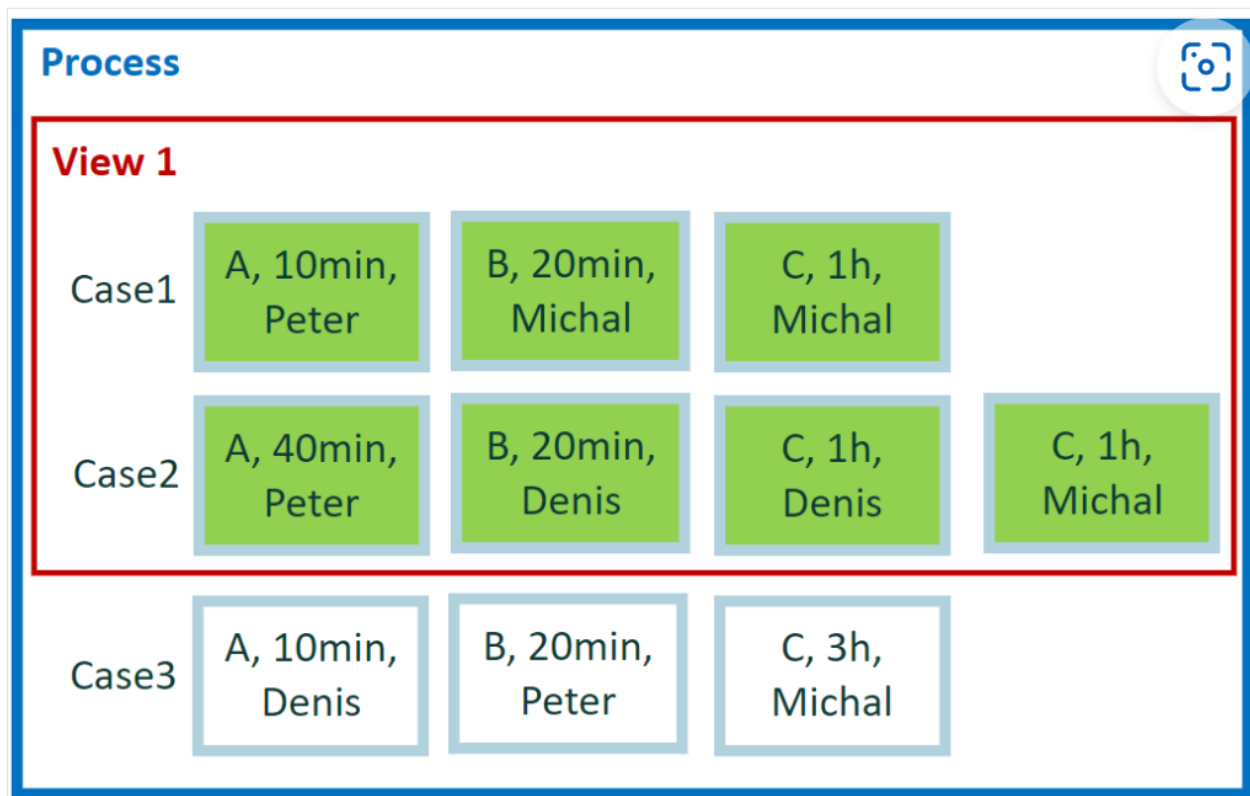 Process
View 1
Case1
A, 10min,
Peter
B, 20min,
Michal
C, 1h,
Michal
Case2
A, 40min,
Peter
B, 20min,
Denis
C, 1h,
Denis
C, 1h,
Michal
Case3
A, 10min,
Denis
B, 20min,
Peter
C, 3h,
Michal